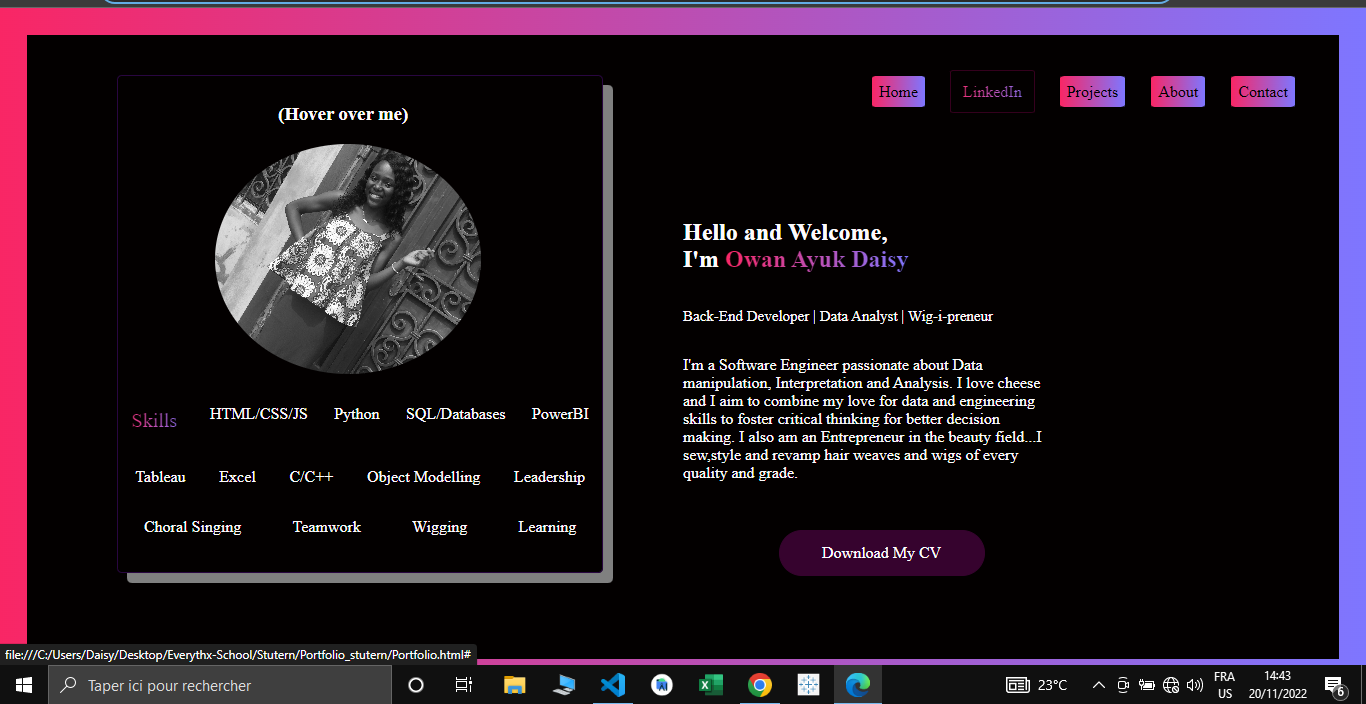 Home LinkedIn Projects About Contact
(Hover over me)
Hello and Welcome,
I'm Owan Ayuk Daisy
Back-End Developer | Data Analyst | Wig-i-preneur
I'm a Software Engineer passionate about Data
manipulation, Interpretation and Analysis. I love cheese
and I aim to combine my love for data and engineering
skills to foster critical thinking for better decision
making. I also am an Entrepreneur in the beauty field...I
sew,style and revamp hair weaves and wigs of every
quality and grade.
Download My CV
Skills HTML/CSS/JS Python SQL/Databases PowerBI
Tableau Excel C/C++ Object Modelling Leadership
Choral Singing Teamwork Wigging Learning
file:///C:/Users/Daisy/Desktop/Everythx-School/Stutern/Portfolio_stutern/Portfolio.html#
Taper ici pour rechercher
23°C
FRA
US
14:43
20/11/2022
6